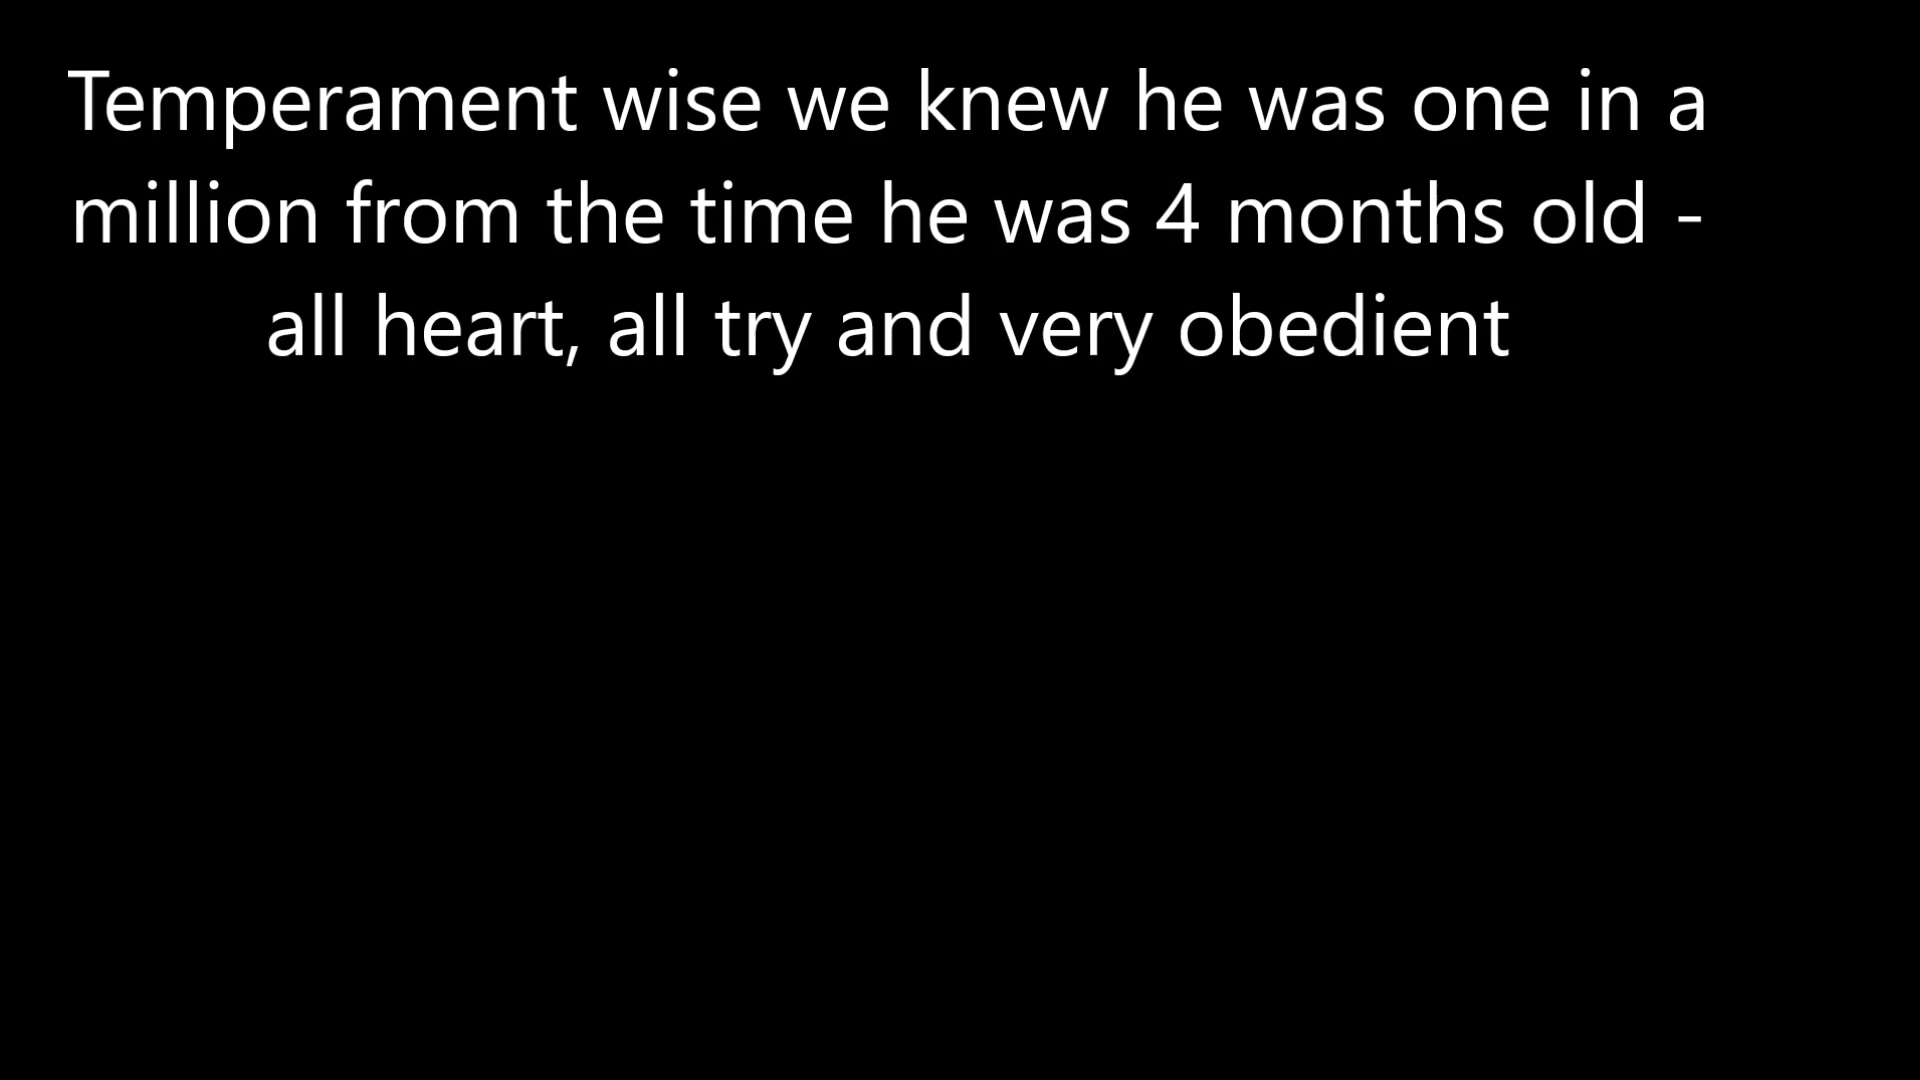 Temperament wise we knew he was one in a
million from the time he was 4 months old -
all heart, all try and very obedient